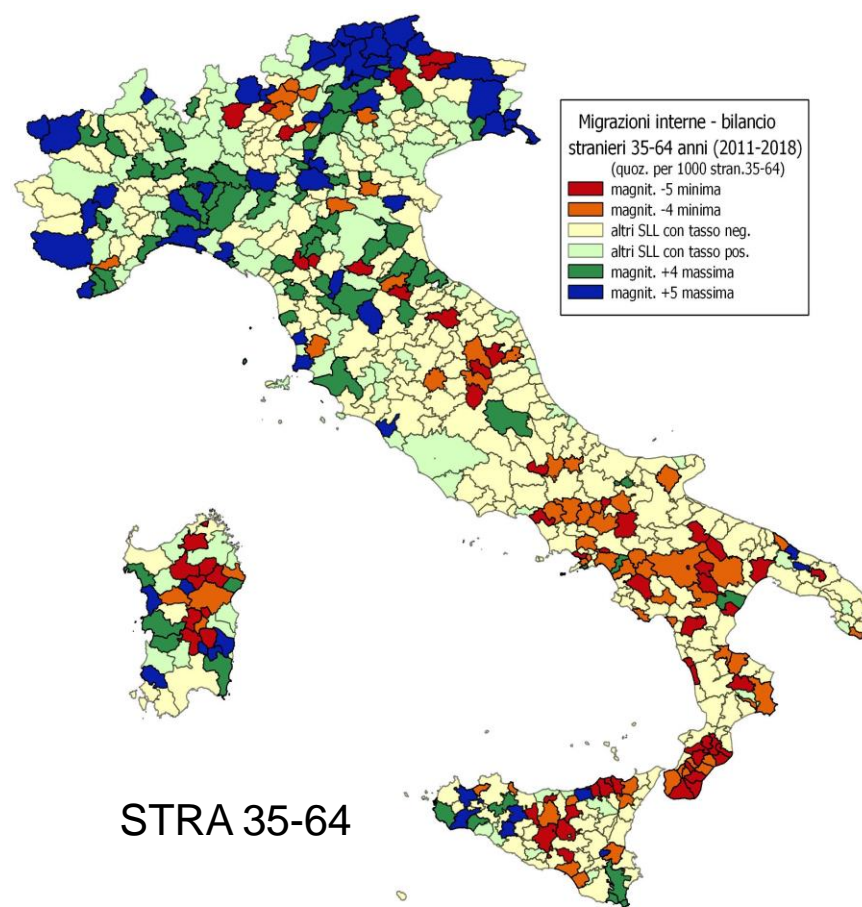 Migrazioni interne - bilancio
stranieri 35-64 anni (2011-2018)
(quoz. per 1000 stran.35-64)
magnit. -5 minima
magnit. -4 minima
altri SLL con tasso neg.
altri SLL con tasso pos.
magnit. +4 massima
magnit. +5 massima
STRA 35-64